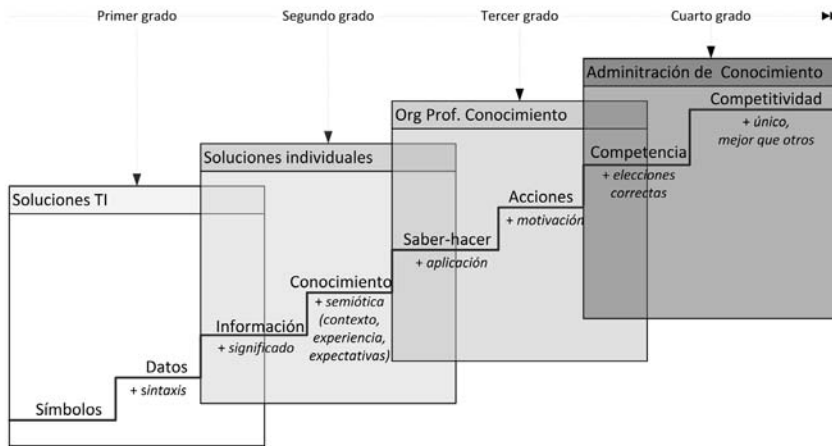 Primer grado
Segundo grado
Tercer grado
Cuarto grado
Adminitración de Conocimiento
Competitividad
+ único,
mejor que otros
Org Prof. Conocimiento
Competencia
+ elecciones
correctas
Soluciones individuales
Acciones
+ motivación
Soluciones TI
Saber-hacer
+ aplicación
Conocimiento
+ semiótica
(contexto,
experiencia,
expectativas)
Información
+ significado
Datos
+ sintaxis
Símbolos